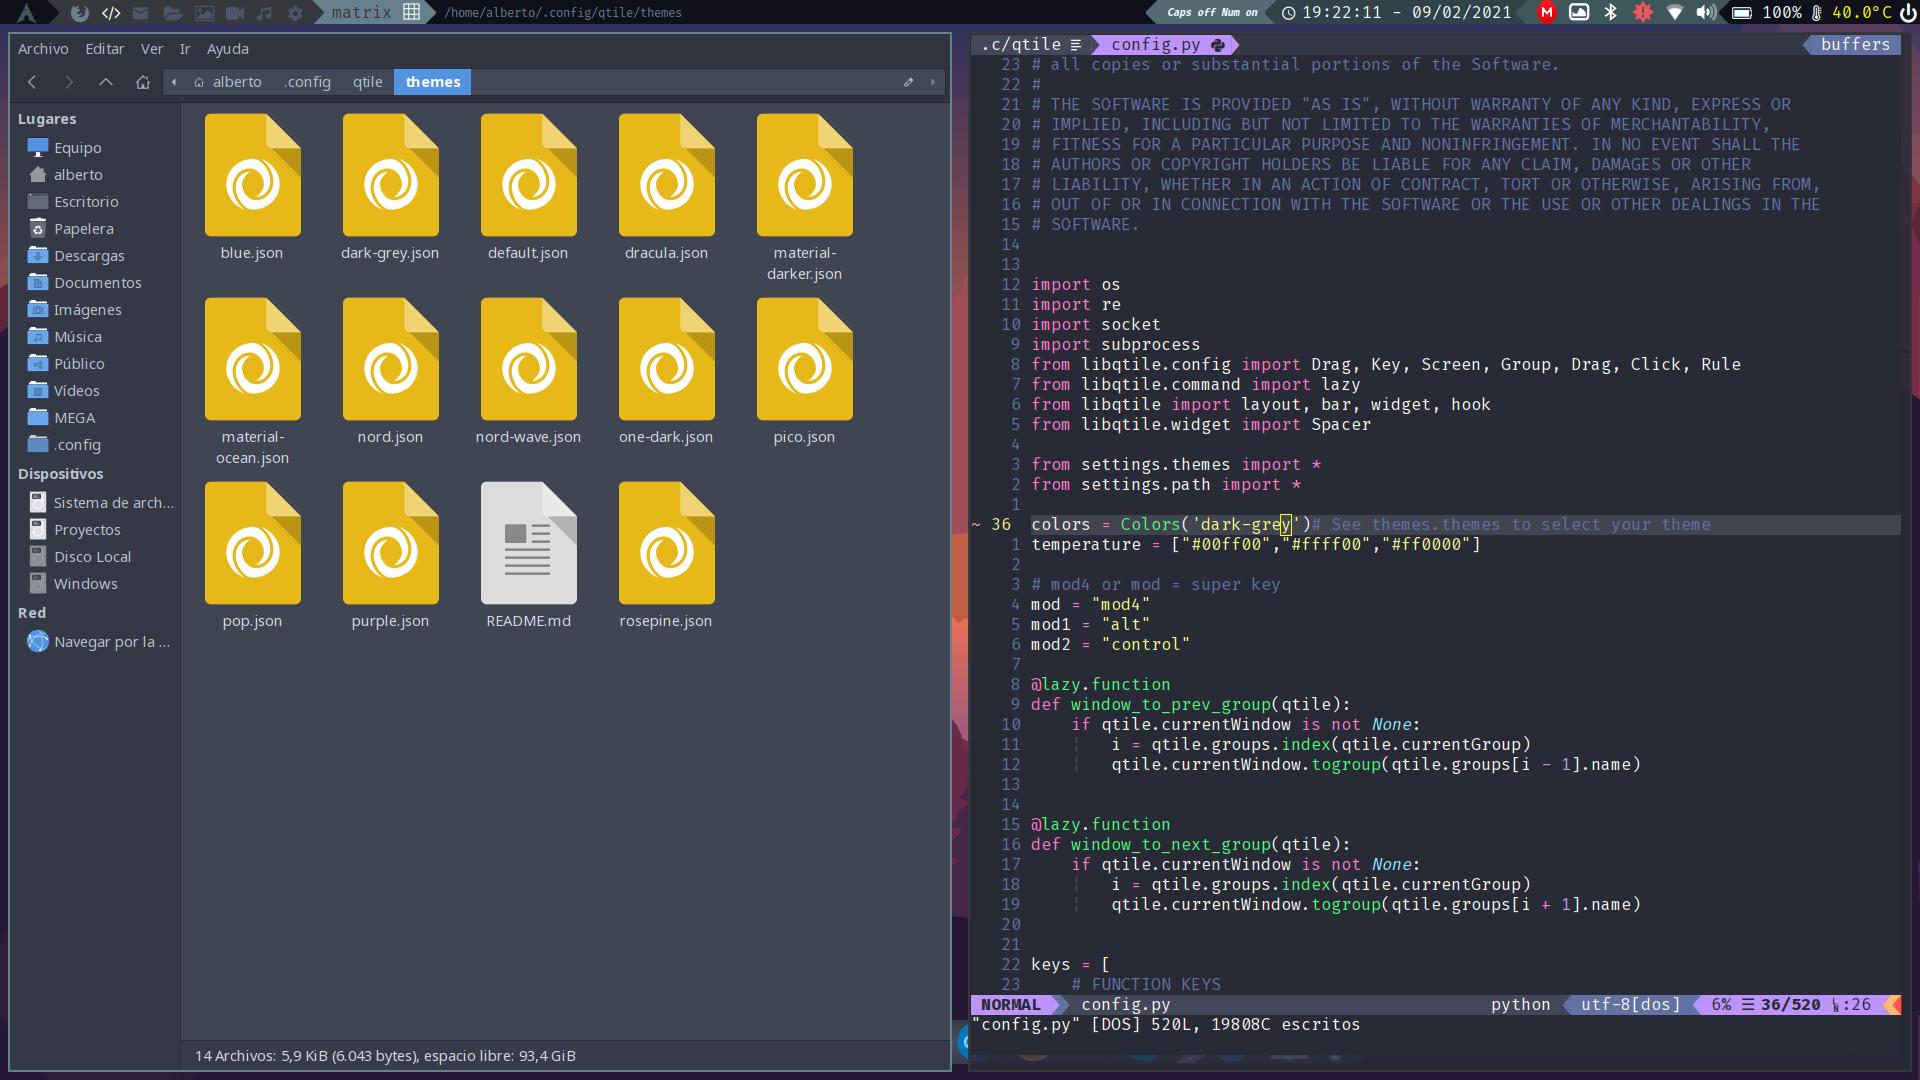 matrix
/home/alberto/.config/qtile/themes
Caps off Num on
19:22:11 - 09/02/2021
M
100%
40.0°C
Archivo Editar Ver Ir Ayuda
alberto .config qtile themes
Lugares
Equipo
alberto
Escritorio
Papelera
Descargas
Documentos
Imágenes
Música
Público
Vídeos
MEGA
.config
Dispositivos
Sistema de arch...
Proyectos
Disco Local
Windows
Red
Navegar por la ...
blue.json
dark-grey.json
default.json
dracula.json
material-
darker.json
material-
ocean.json
nord.json
nord-wave.json
one-dark.json
pico.json
pop.json
purple.json
README.md
rosepine.json
14 Archivos: 5,9 KiB (6.043 bytes), espacio libre: 93,4 GiB
.c/qtile config.py buffers
23 # all copies or substantial portions of the Software.
22 #
21 # THE SOFTWARE IS PROVIDED "AS IS", WITHOUT WARRANTY OF ANY KIND, EXPRESS OR
20 # IMPLIED, INCLUDING BUT NOT LIMITED TO THE WARRANTIES OF MERCHANTABILITY,
19 # FITNESS FOR A PARTICULAR PURPOSE AND NONINFRINGEMENT. IN NO EVENT SHALL THE
18 # AUTHORS OR COPYRIGHT HOLDERS BE LIABLE FOR ANY CLAIM, DAMAGES OR OTHER
17 # LIABILITY, WHETHER IN AN ACTION OF CONTRACT, TORT OR OTHERWISE, ARISING FROM,
16 # OUT OF OR IN CONNECTION WITH THE SOFTWARE OR THE USE OR OTHER DEALINGS IN THE
15 # SOFTWARE.
14
13
12 import os
11 import re
10 import socket
9 import subprocess
8 from libqtile.config import Drag, Key, Screen, Group, Drag, Click, Rule
7 from libqtile.command import lazy
6 from libqtile import layout, bar, widget, hook
5 from libqtile.widget import Spacer
4
3 from settings.themes import *
2 from settings.path import *
1
~ 36 colors = Colors('dark-grey')# See themes.themes to select your theme
1 temperature = ["#00ff00","#ffff00","#ff0000"]
2
3 # mod4 or mod = super key
4 mod = "mod4"
5 mod1 = "alt"
6 mod2 = "control"
7
8 @lazy.function
9 def window_to_prev_group(qtile):
10 if qtile.currentWindow is not None:
11 i = qtile.groups.index(qtile.currentGroup)
12 qtile.currentWindow.togroup(qtile.groups[i - 1].name)
13
14
15 @lazy.function
16 def window_to_next_group(qtile):
17 if qtile.currentWindow is not None:
18 i = qtile.groups.index(qtile.currentGroup)
19 qtile.currentWindow.togroup(qtile.groups[i + 1].name)
20
21
22 keys = [
23 # FUNCTION KEYS
NORMAL config.py python utf-8[dos] 6% ☰ 36/520 :26
"config.py" [DOS] 520L, 19808C escritos